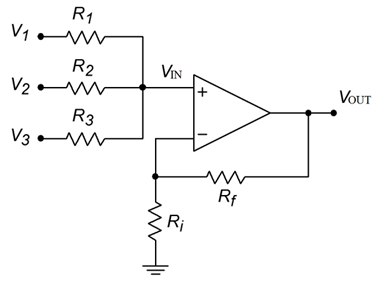 V1 R1
V2 R2 VIN
+ VOUT
V3 R3 −
Rf
Ri